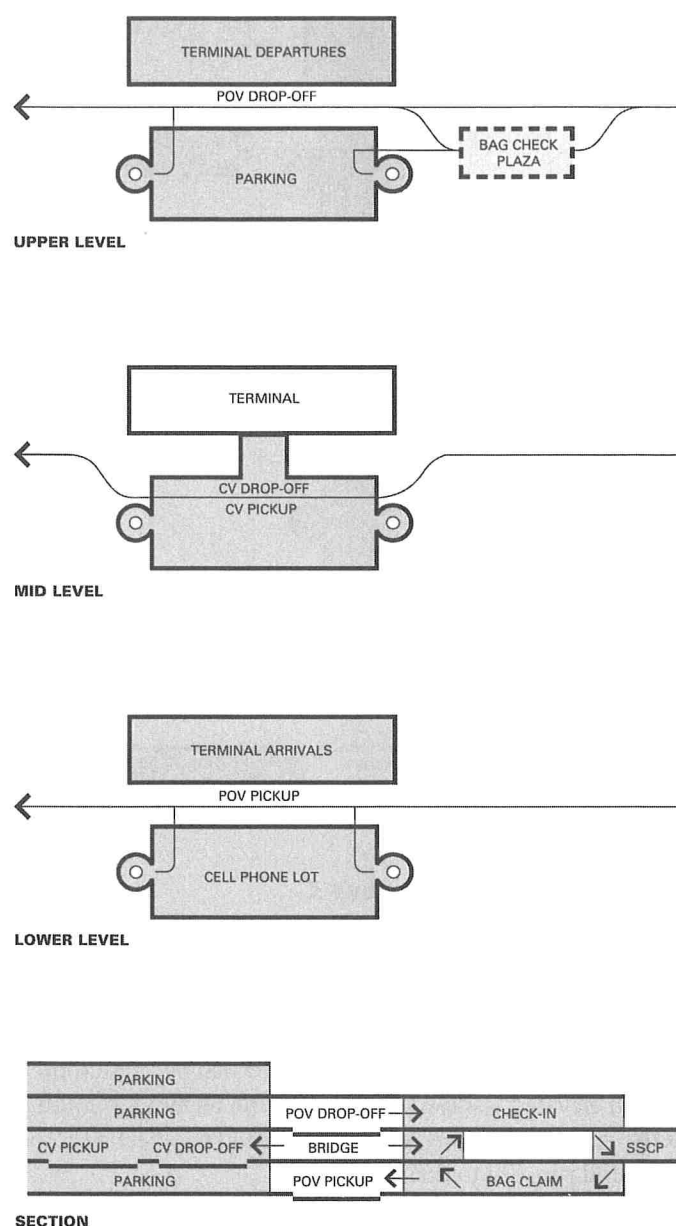 TERMINAL DEPARTURES
POV DROP-OFF
BAG CHECK
PLAZA
PARKING
UPPER LEVEL
TERMINAL
CV DROP-OFF
CV PICKUP
MID LEVEL
TERMINAL ARRIVALS
POV PICKUP
CELL PHONE LOT
LOWER LEVEL
PARKING
PARKING POV DROP-OFF CHECK-IN
CV PICKUP CV DROP-OFF BRIDGE SSCP
PARKING POV PICKUP BAG CLAIM
SECTION